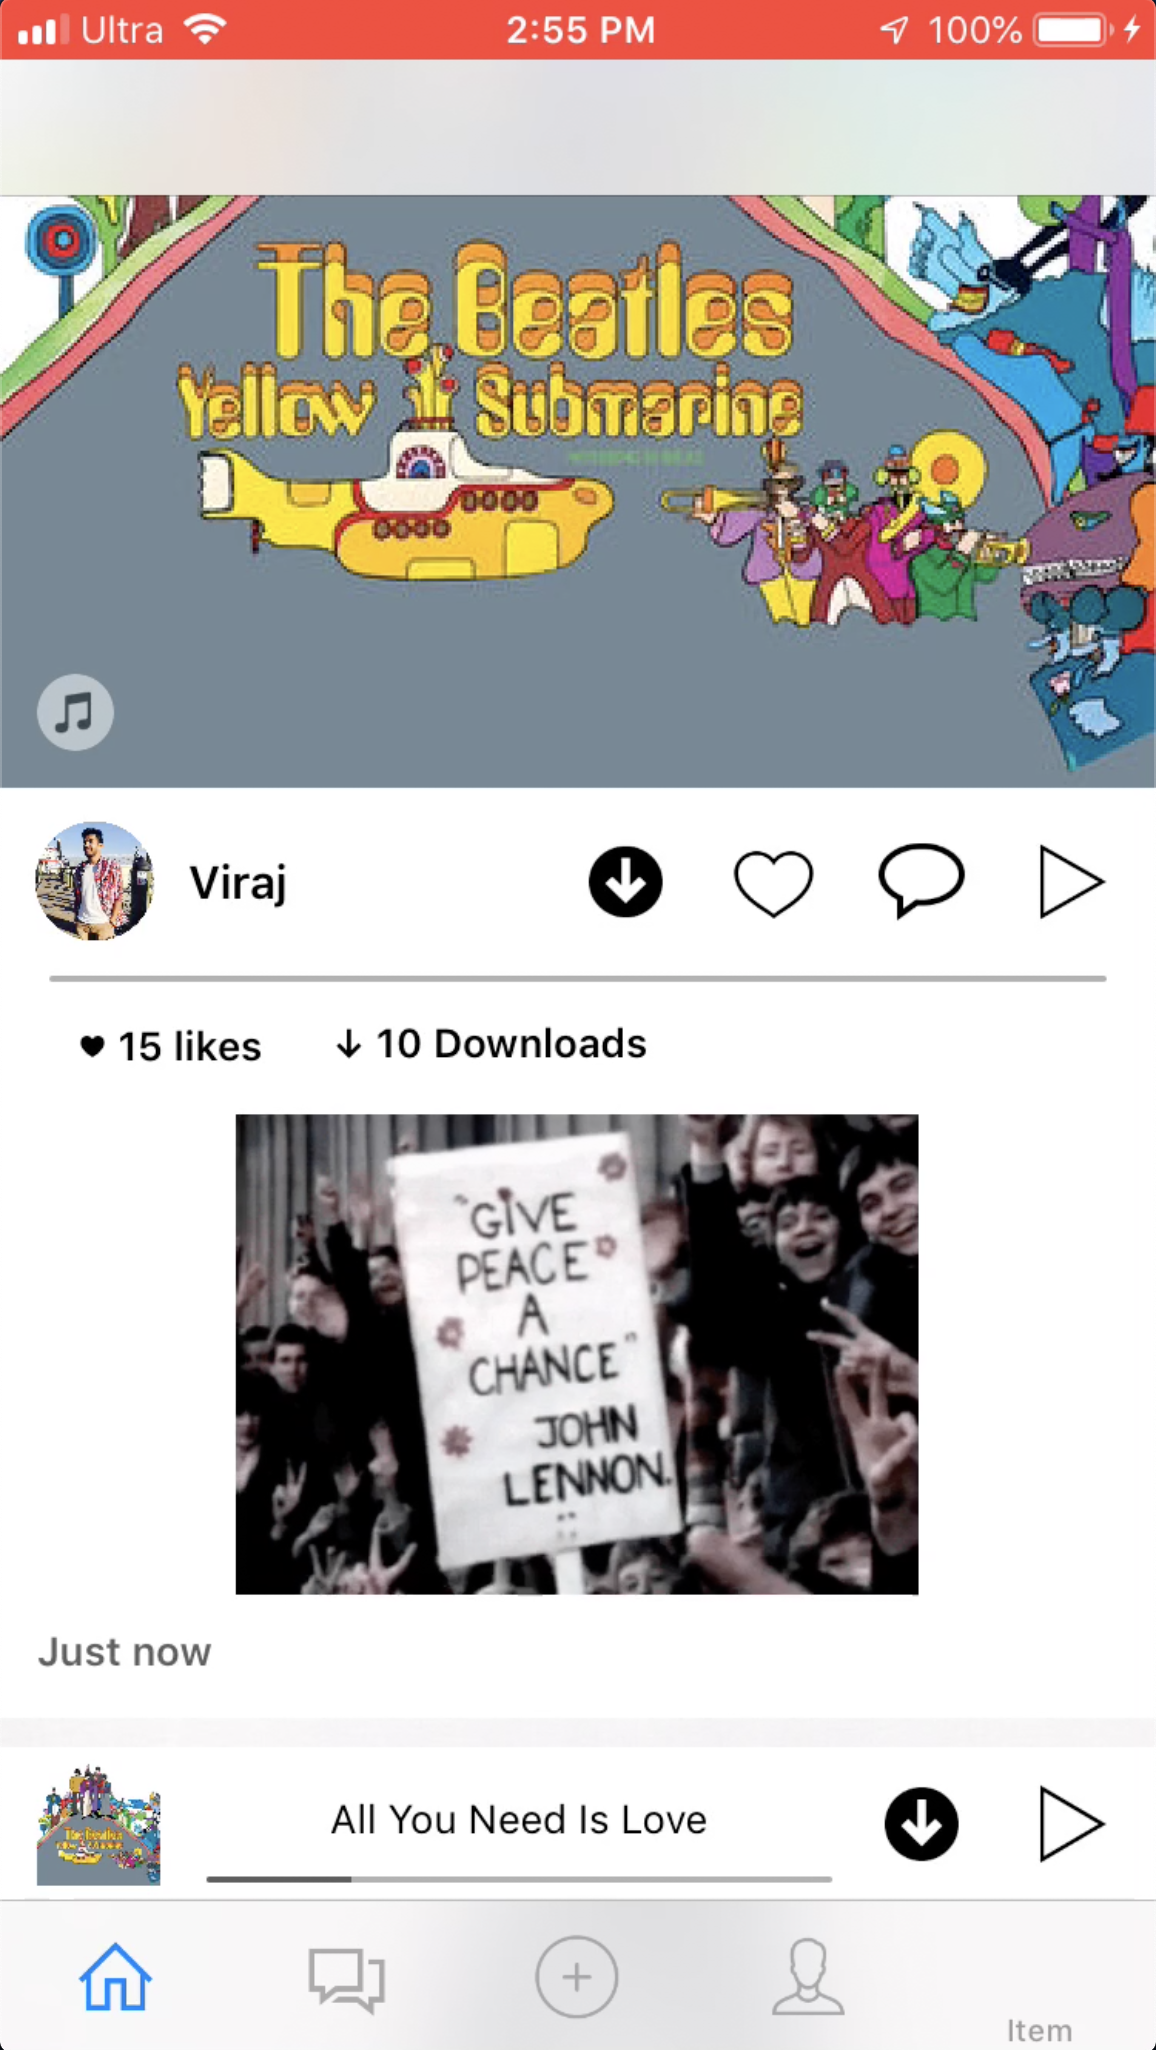 Ultra
2:55 PM
100%
The Beatles
Yellow Submarine
Viraj
15 likes
10 Downloads
"GIVE
PEACE
A
CHANCE"
JOHN
LENNON.
Just now
All You Need Is Love
Item